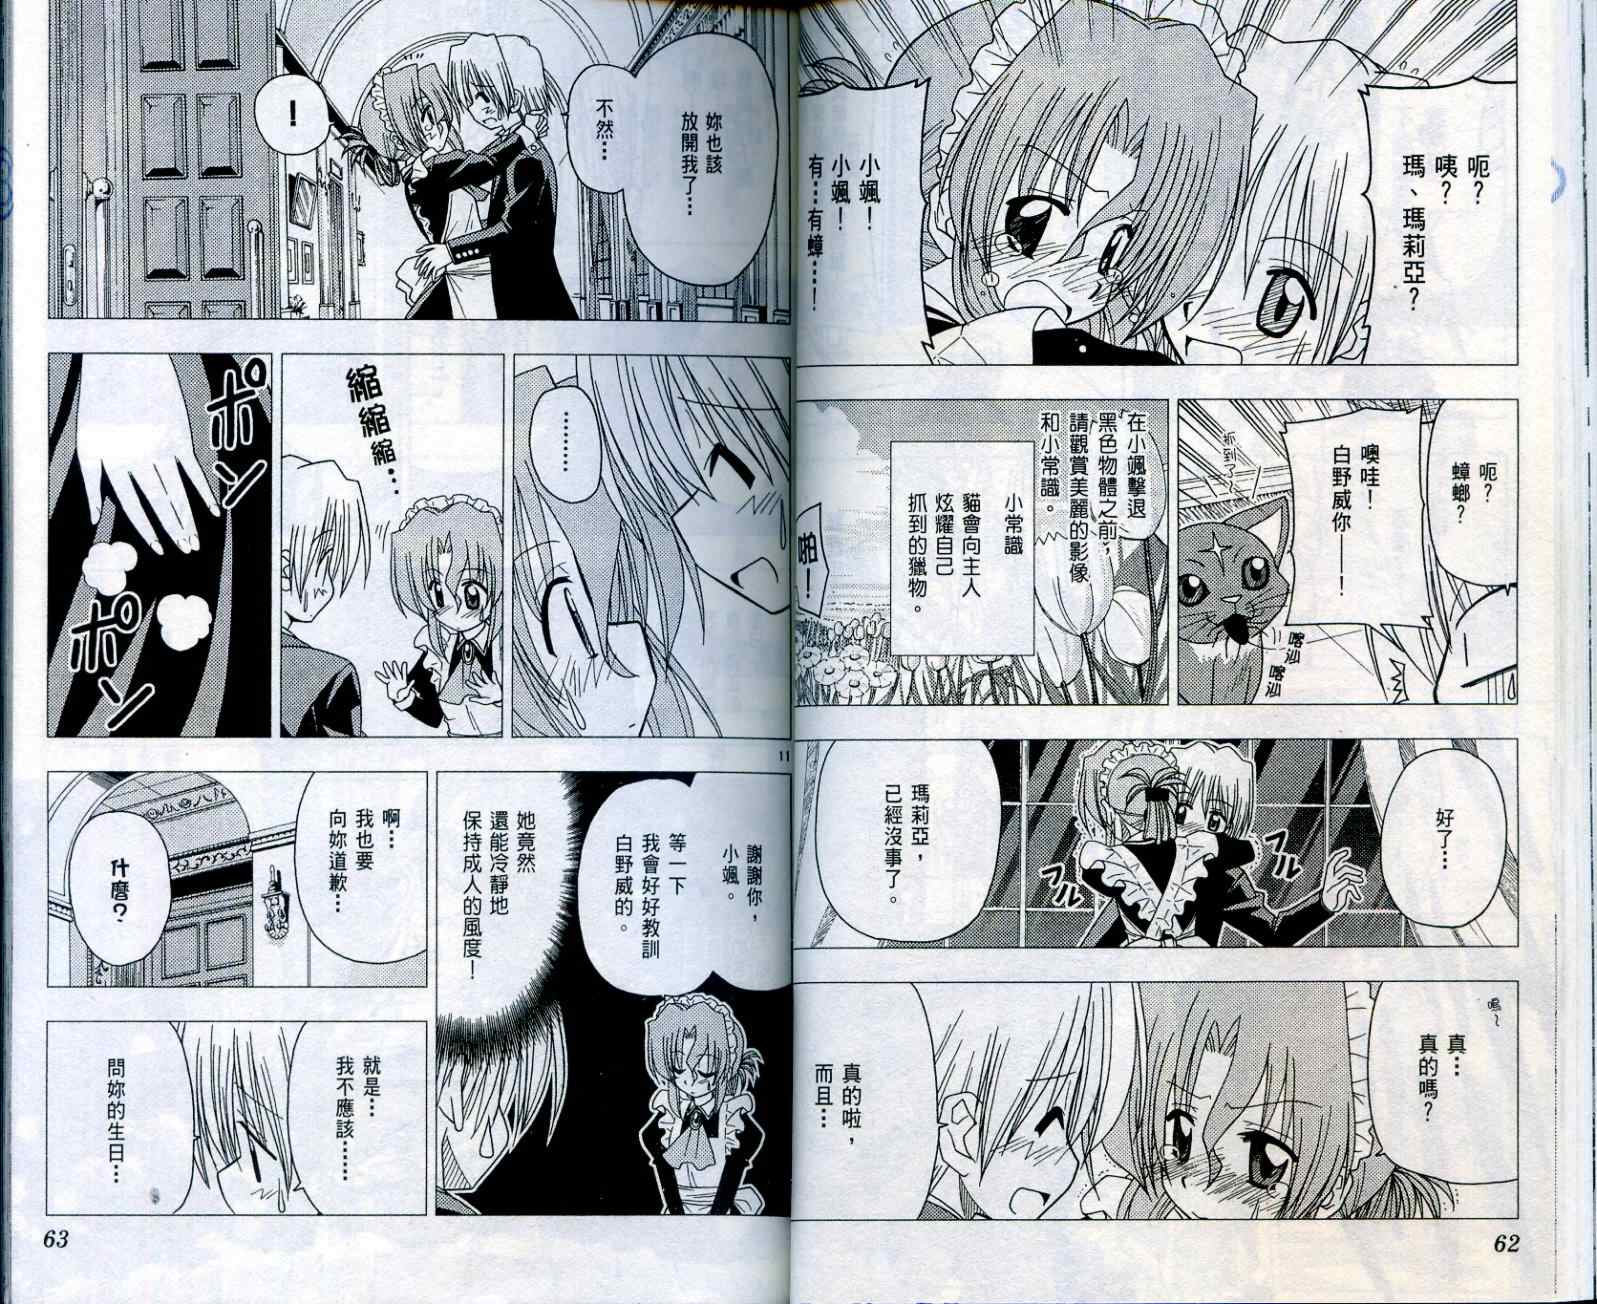 呃？
咦？
瑪、瑪莉亞？
小颯！
小颯！
有…有蟑…！
呃？
蟑螂？
噢哇！
白野威你——！
抓到了～
喀汕
喀汕
在小颯擊退
黑色物體之前，
請觀賞美麗的影像
和小常識。
小常識
貓會向主人
炫耀自己
抓到的獵物。
啪！
好了…
ブル
ブル
瑪莉亞，
已經沒事了。
嗚～
真…
真的嗎？
真的啦，
而且…
62
妳也該
放開我了…
不然…
！
………
縮縮縮…
ポン
ポン
11
謝謝你，
小颯。
等一下
我會好好教訓
白野威的。
她竟然
還能冷靜地
保持成人的風度！
啊…
我也要
向妳道歉…
什麼？
就是…
我不應該……
問妳的生日…
63